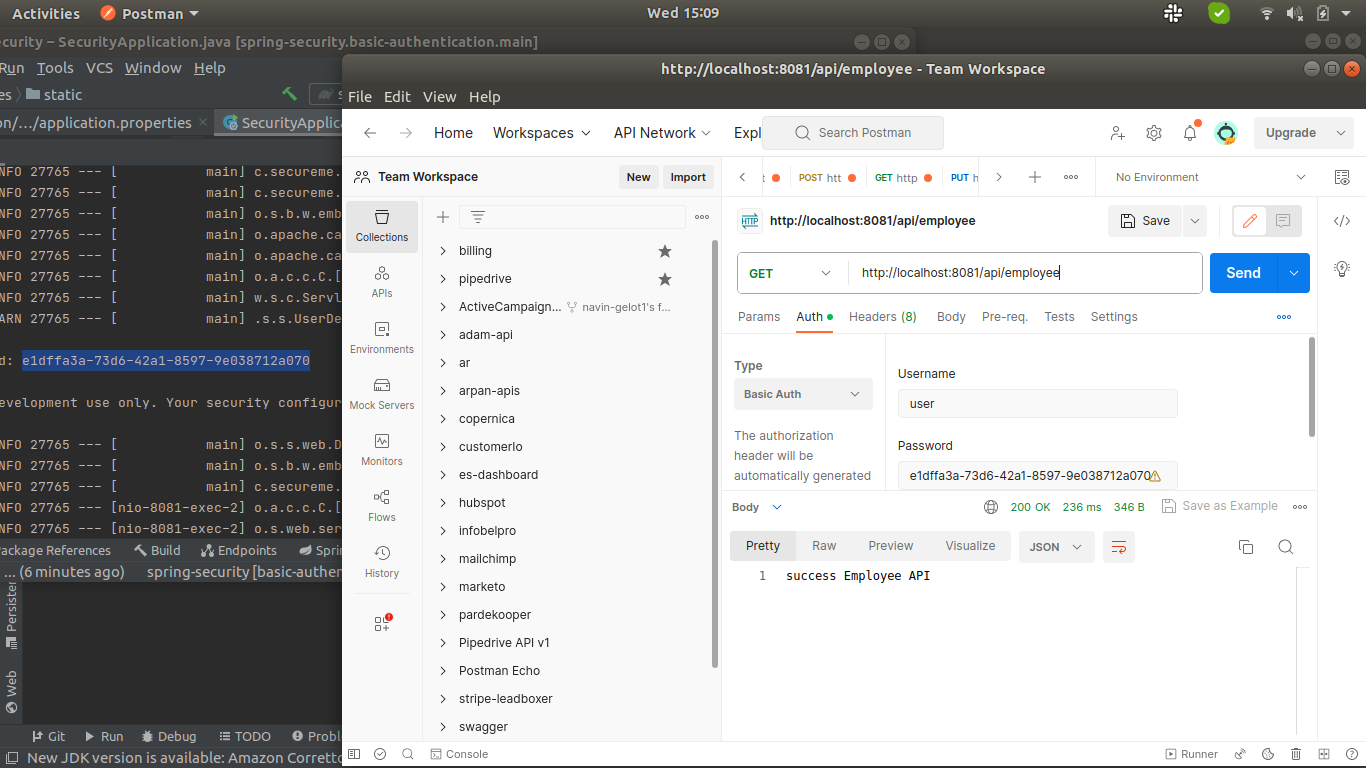 Activities
Postman
Wed 15:09
ecurity – SecurityApplication.java [spring-security.basic-authentication.main]
Run Tools VCS Window Help
es static
on/.../application.properties
SecurityApplica
NFO 27765 --- [ main] c.secureme.
NFO 27765 --- [ main] c.secureme.
NFO 27765 --- [ main] o.s.b.w.emb
NFO 27765 --- [ main] o.apache.ca
NFO 27765 --- [ main] o.apache.ca
NFO 27765 --- [ main] o.a.c.c.C.[
NFO 27765 --- [ main] w.s.c.Servl
ARN 27765 --- [ main] .s.s.UserDe
d: e1dffa3a-73d6-42a1-8597-9e038712a070
evelopment use only. Your security configur
NFO 27765 --- [ main] o.s.s.web.D
NFO 27765 --- [ main] o.s.b.w.emb
NFO 27765 --- [ main] c.secureme.
NFO 27765 --- [nio-8081-exec-2] o.a.c.c.C.[
NFO 27765 --- [nio-8081-exec-2] o.s.web.ser
ackage References Build Endpoints Sprin
... (6 minutes ago) spring-security [basic-authen
Persisten
Web
Git Run Debug TODO Probl
New JDK version is available: Amazon Corretto
http://localhost:8081/api/employee - Team Workspace
File Edit View Help
Home Workspaces API Network Expl
Search Postman
Upgrade
Team Workspace
New Import
t POST htt GET http PUT h
No Environment
Collections
APIs
Environments
Mock Servers
Monitors
Flows
History
billing
pipedrive
ActiveCampaign... navin-gelot1's f...
adam-api
ar
arpan-apis
copernica
customerIo
es-dashboard
hubspot
infobelpro
mailchimp
marketo
pardekooper
Pipedrive API v1
Postman Echo
stripe-leadboxer
swagger
HTTP http://localhost:8081/api/employee
Save
GET http://localhost:8081/api/employee
Send
Params Auth Headers (8) Body Pre-req. Tests Settings
Type
Basic Auth
The authorization
header will be
automatically generated
Username
user
Password
e1dffa3a-73d6-42a1-8597-9e038712a070
Body
200 OK 236 ms 346 B Save as Example
Pretty Raw Preview Visualize JSON
1 success Employee API
Console
Runner